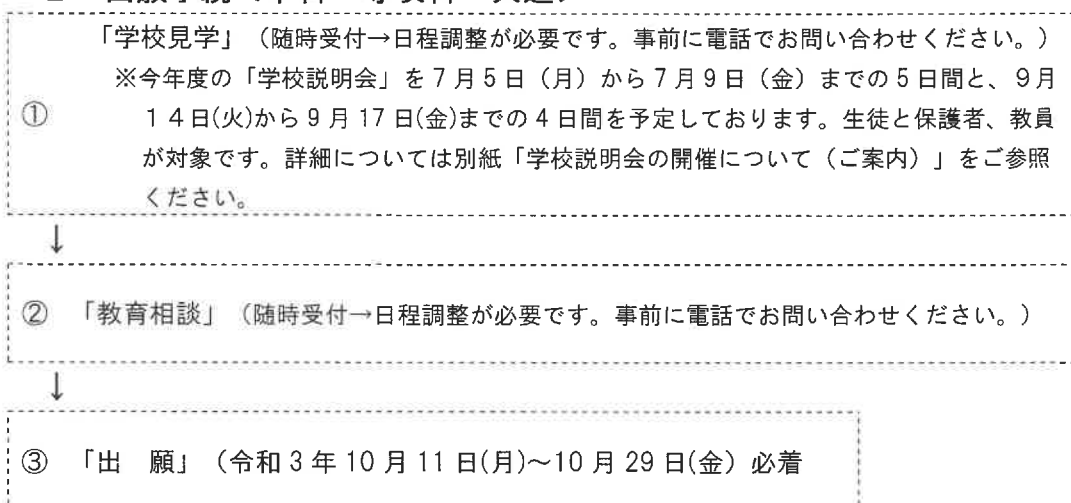 「学校見学」（随時受付→日程調整が必要です。事前に電話でお問い合わせください。）
※今年度の「学校説明会」を７月５日（月）から７月９日（金）までの５日間と、９月
①
１４日(火)から９月17日(金)までの４日間を予定しております。生徒と保護者、教員
が対象です。詳細については別紙「学校説明会の開催について（ご案内）」をご参照
ください。
↓
② 「教育相談」（随時受付→日程調整が必要です。事前に電話でお問い合わせください。）
↓
③ 「出　願」（令和３年10月11日(月)～10月29日(金）必着